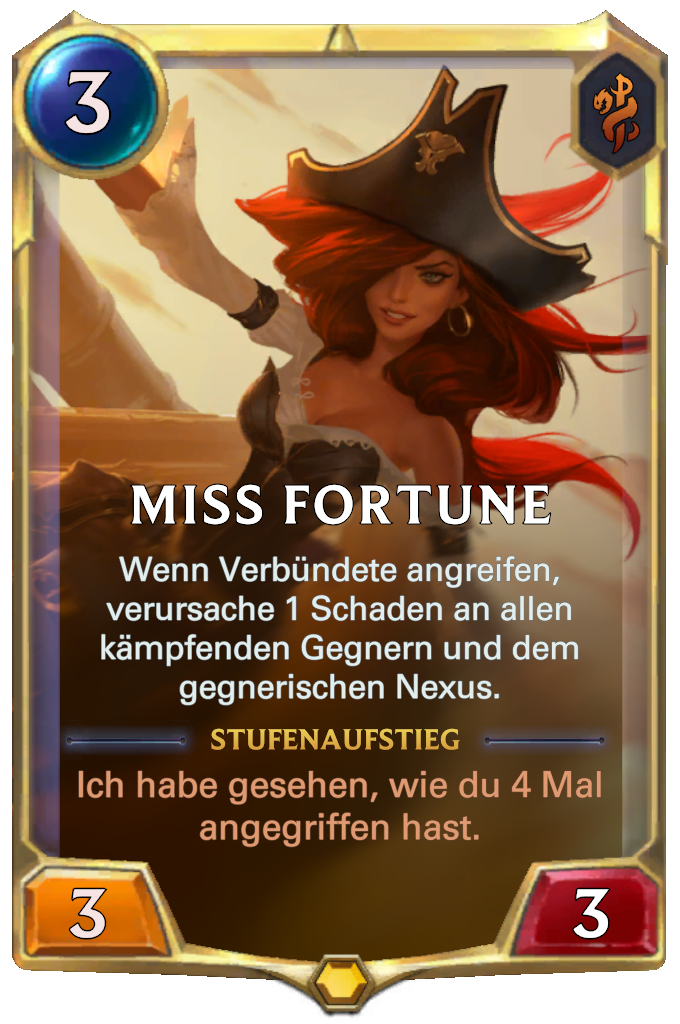 3
MISS FORTUNE
Wenn Verbündete angreifen,
verursache 1 Schaden an allen
kämpfenden Gegnern und dem
gegnerischen Nexus.
STUFENAUFSTIEG
Ich habe gesehen, wie du 4 Mal
angegriffen hast.
3
3